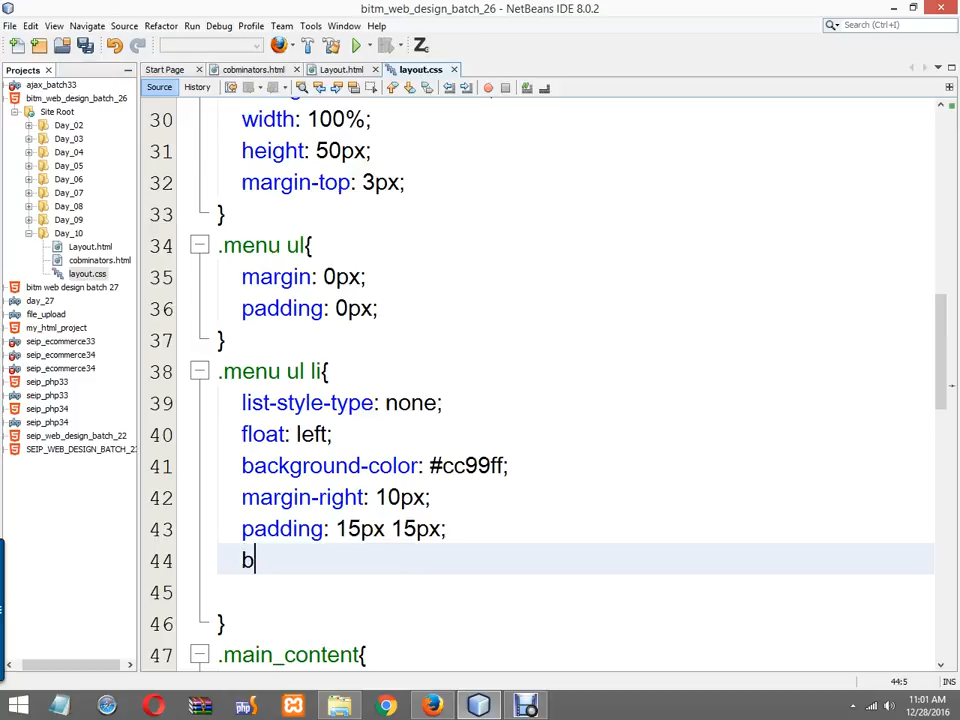 bitm_web_design_batch_26 - NetBeans IDE 8.0.2
File Edit View Navigate Source Refactor Run Debug Profile Team Tools Window Help
Search (Ctrl+I)
Projects
Start Page
cobminators.html
Layout.html
layout.css
Source
History
ajax_batch33
bitm_web_design_batch_26
Site Root
Day_02
Day_03
Day_04
Day_05
Day_06
Day_07
Day_08
Day_09
Day_10
Layout.html
cobminators.html
layout.css
bitm web design batch 27
day_27
file_upload
my_html_project
seip_ecommerce33
seip_ecommerce34
seip_ecommerce34
seip_php33
seip_php33
seip_php34
seip_php34
seip_web_design_batch_22
SEIP_WEB_DESIGN_BATCH_2
30 width: 100%;
31 height: 50px;
32 margin-top: 3px;
33 }
34 .menu ul{
35 margin: 0px;
36 padding: 0px;
37 }
38 .menu ul li{
39 list-style-type: none;
40 float: left;
41 background-color: #cc99ff;
42 margin-right: 10px;
43 padding: 15px 15px;
44 b
45
46 }
47 .main_content{
44:5 INS
11:01 AM
12/28/2016